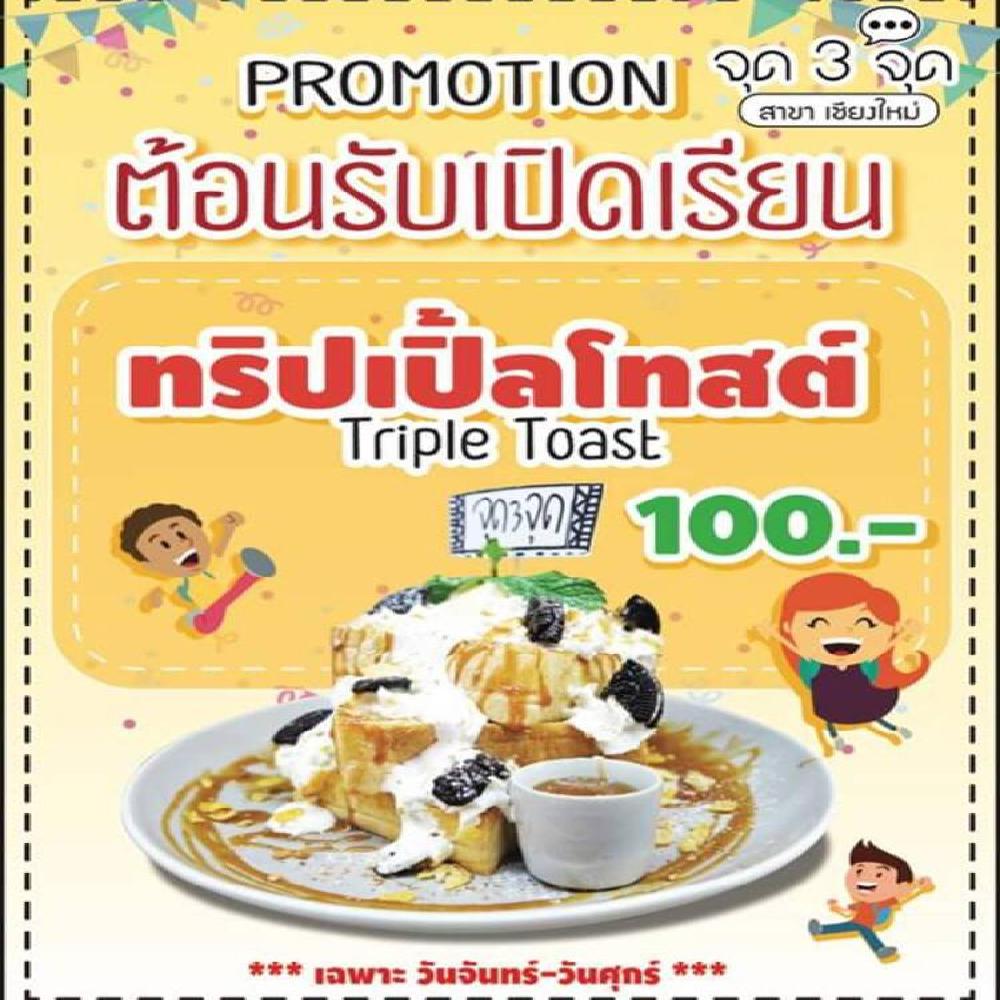 PROMOTION
จุด 3 จุด
สาขา เชียงใหม่
ต้อนรับเปิดเรียน
ทริปเปิ้ลโทสต์
Triple Toast
จุด3จุด
100.-
*** เฉพาะ วันจันทร์-วันศุกร์ ***